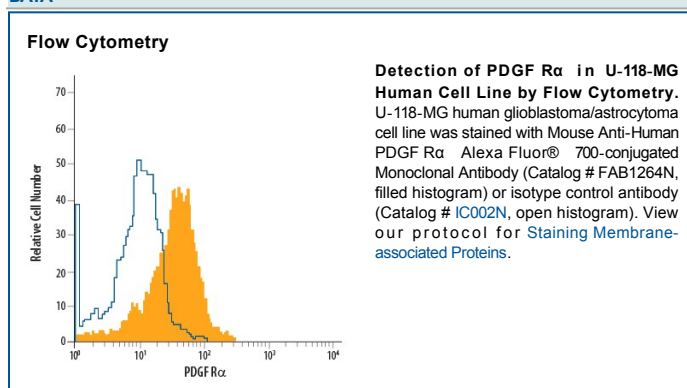 DATA
Flow Cytometry
Detection of PDGF Rα in U-118-MG
Human Cell Line by Flow Cytometry.
U-118-MG human glioblastoma/astrocytoma
cell line was stained with Mouse Anti-Human
PDGF Rα Alexa Fluor® 700-conjugated
Monoclonal Antibody (Catalog # FAB1264N,
filled histogram) or isotype control antibody
(Catalog # IC002N, open histogram). View
our protocol for Staining Membrane-
associated Proteins.
Relative Cell Number
70
60
50
40
30
20
10
0
10⁰ 10¹ 10² 10³ 10⁴
PDGF Rα